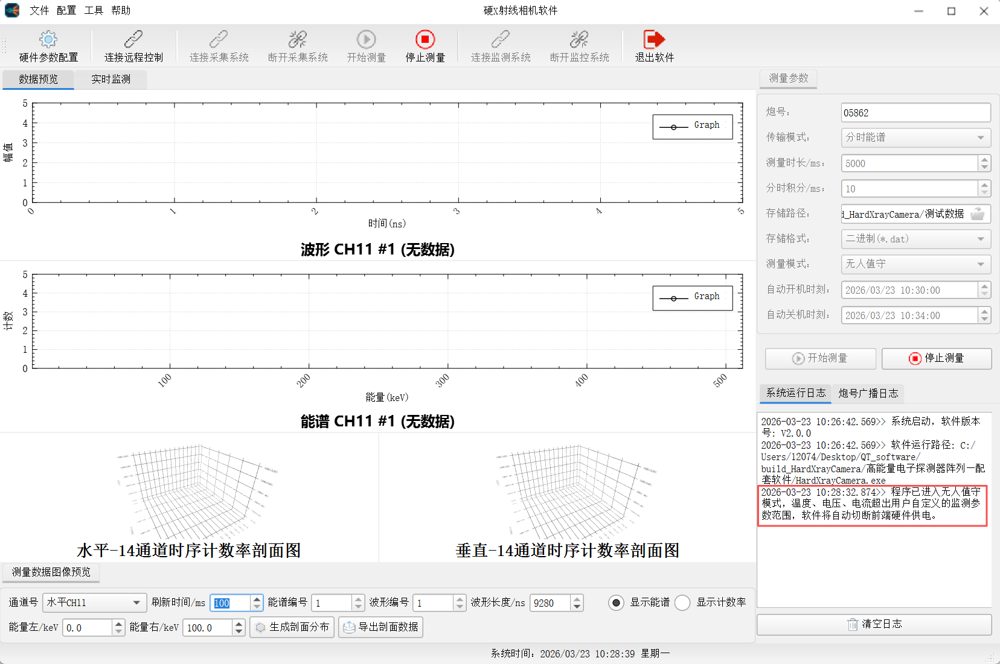 文件 配置 工具 帮助
硬X射线相机软件
硬件参数配置
连接远程控制
连接采集系统
断开采集系统
开始测量
停止测量
连接监测系统
断开监控系统
退出软件
数据预览
实时监测
5
4
3
2
1
0
幅值
0 1 2 3 4 5
时间(ns)
Graph
波形 CH11 #1 (无数据)
5
4
3
2
1
0
计数
100 200 300 400 500
能量(keV)
Graph
能谱 CH11 #1 (无数据)
水平-14通道时序计数率剖面图
垂直-14通道时序计数率剖面图
测量数据图像预览
通道号 水平CH11 刷新时间/ms 100 能谱编号 1 波形编号 1 波形长度/ns 9280 显示能谱 显示计数率
能量左/keV 0.0 能量右/keV 100.0 生成剖面分布 导出剖面数据
测量参数
炮号: 05862
传输模式: 分时能谱
测量时长/ms: 5000
分时积分/ms: 10
存储路径: d_HardXrayCamera/测试数据
存储格式: 二进制(*.dat)
测量模式: 无人值守
自动开机时刻: 2026/03/23 10:30:00
自动关机时刻: 2026/03/23 10:34:00
开始测量 停止测量
系统运行日志 炮号广播日志
2026-03-23 10:26:42.569>> 系统启动, 软件版本
号: V2.0.0
2026-03-23 10:26:42.569>> 软件运行路径: C:/
Users/12074/Desktop/QT_software/
build_HardXrayCamera/高能量电子探测器阵列一配
套软件/HardXrayCamera.exe
2026-03-23 10:28:32.874>> 程序已进入无人值守
模式, 温度、电压、电流超出用户自定义的监测参
数范围, 软件将自动切断前端硬件供电。
清空日志
系统时间: 2026/03/23 10:28:39 星期一